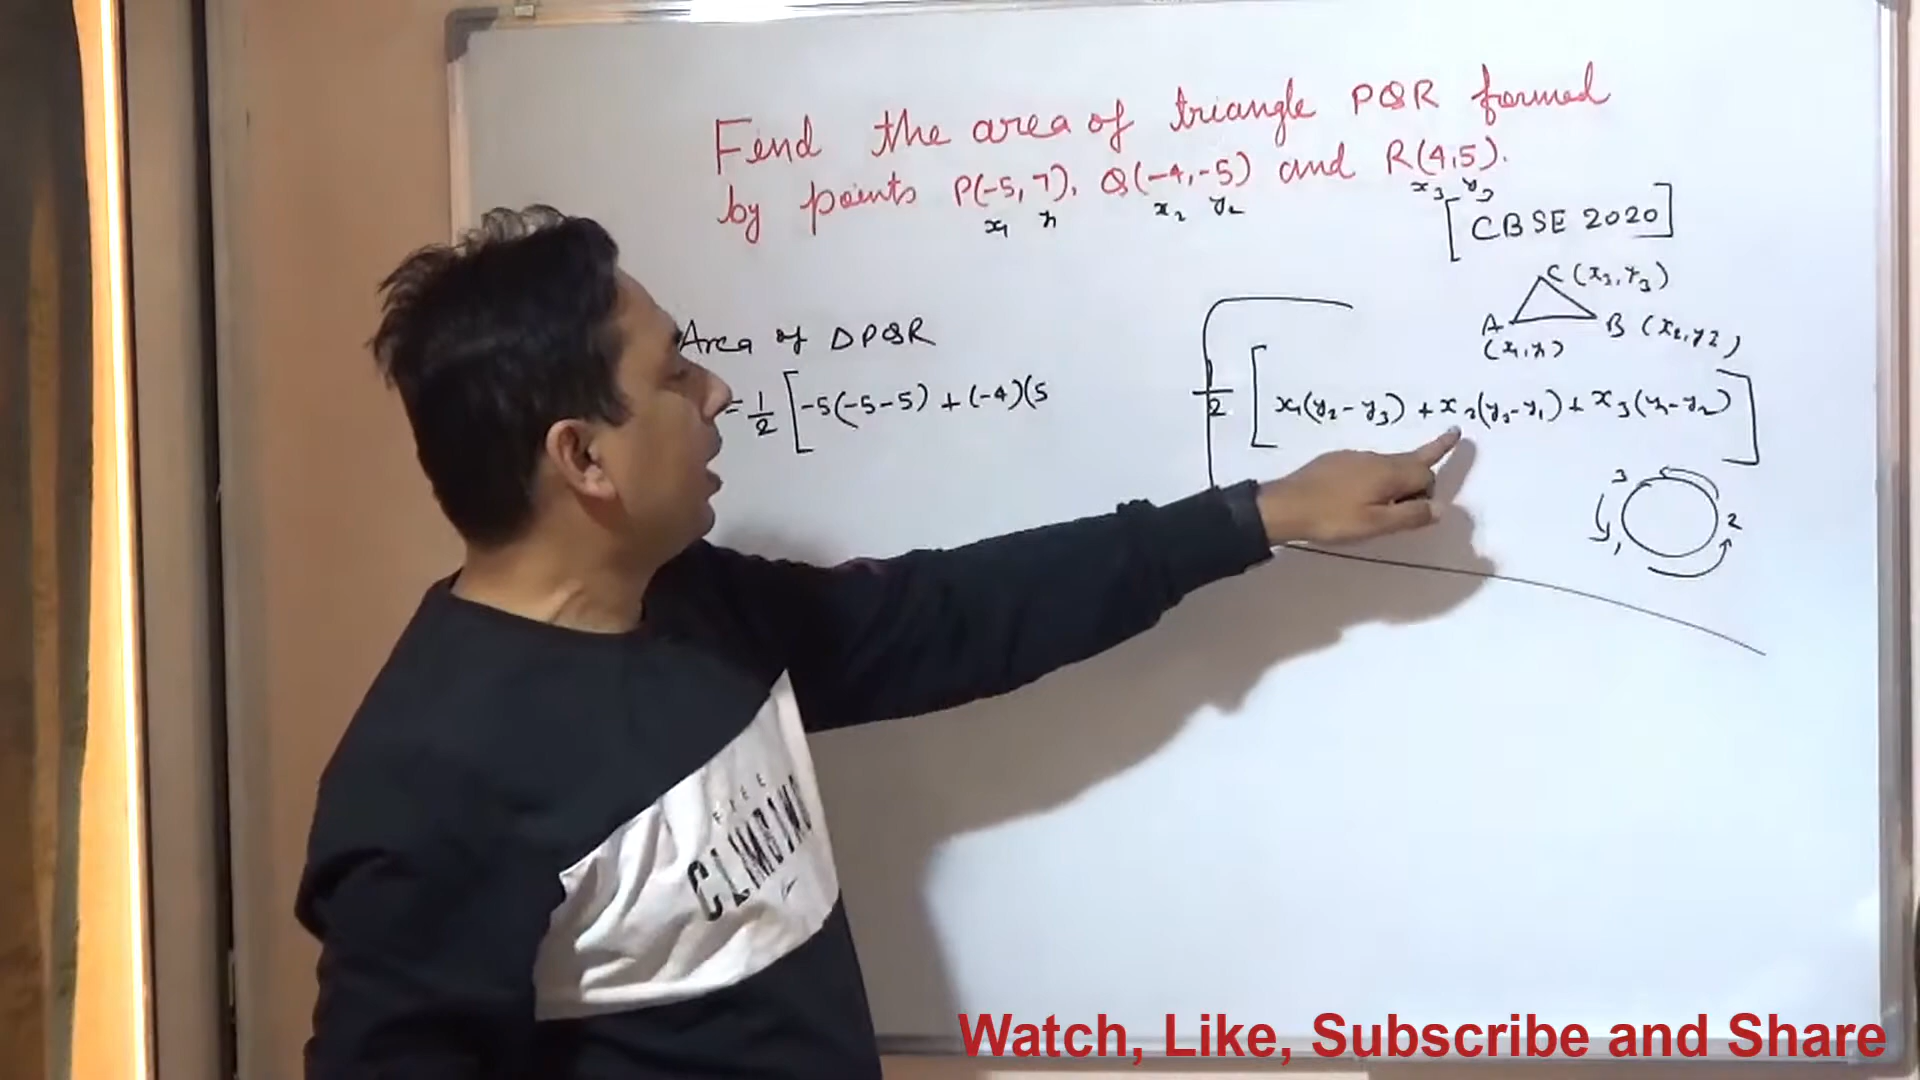 Find the area of triangle PQR formed
by points P(-5, 7), Q(-4,-5) and R(4,5).
x₁ y₁ x₂ y₂ x₃ y₃
[CBSE 2020]
C (x₃, y₃)
A B (x₂, y₂)
(x₁, y₁)
Area of Δ PQR
= 1/2 [-5(-5-5) + (-4)(5
1/2 [x₁(y₂-y₃) + x₂(y₃-y₁) + x₃(y₁-y₂)]
3
2
1
FREE
CLIMBING
Watch, Like, Subscribe and Share